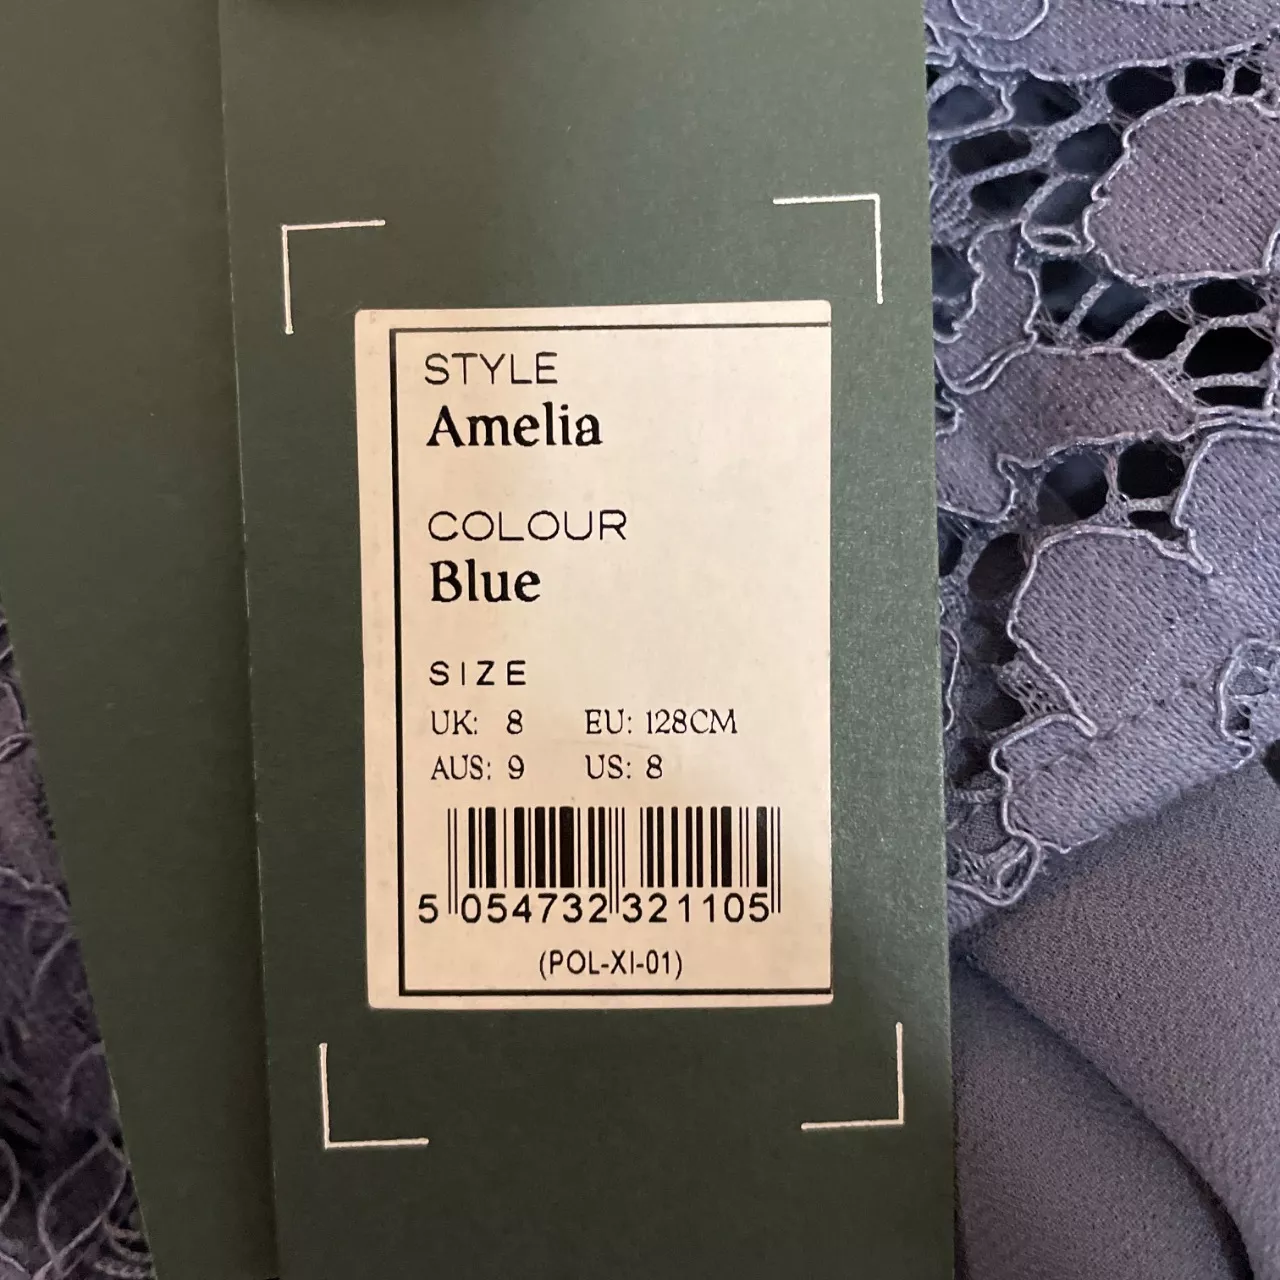 STYLE
Amelia
COLOUR
Blue
SIZE
UK: 8 EU: 128CM
AUS: 9 US: 8
5 054732 321105
(POL-XI-01)